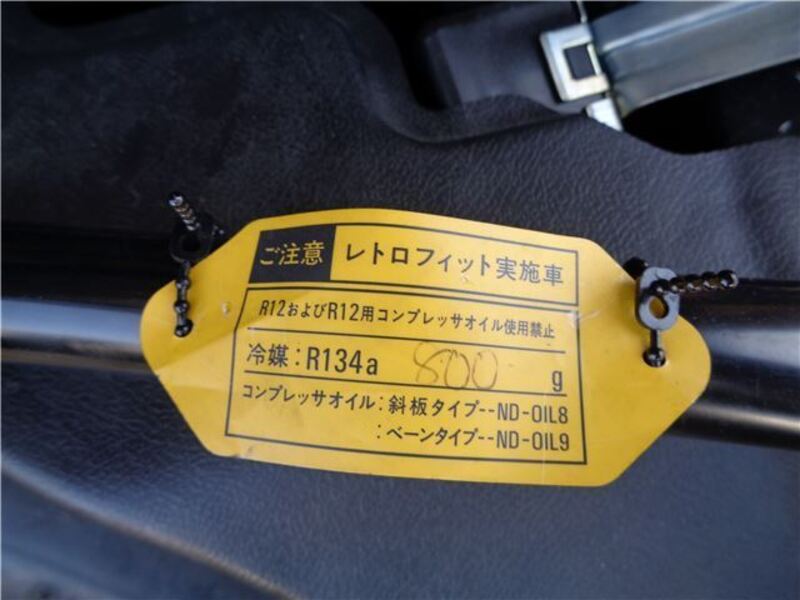 ご注意 レトロフィット実施車
R12およびR12用コンプレッサオイル使用禁止
冷媒:R134a 800 g
コンプレッサオイル:斜板タイプ--ND-OIL8
:ベーンタイプ--ND-OIL9